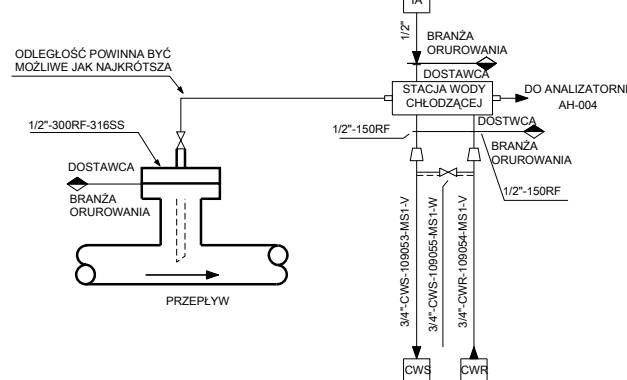 IA
1/2"
BRANŻA
ORUROWANIA
DOSTAWCA
ODLEGŁOŚĆ POWINNA BYĆ
MOŻLIWE JAK NAJKRÓTSZA
STACJA WODY
CHŁODZĄCEJ
DO ANALIZATORNI
AH-004
1/2"-300RF-316SS
1/2"-150RF
DOSTWCA
BRANŻA
ORUROWANIA
1/2"-150RF
DOSTAWCA
BRANŻA
ORUROWANIA
3/4"-CWS-109053-MS1-V
3/4"-CWS-109055-MS1-W
3/4"-CWR-109054-MS1-V
PRZEPŁYW
CWS
CWR